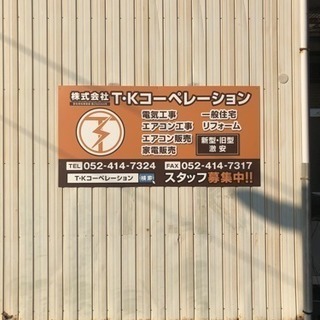 株式会社 T・Kコーペレーション
電気工事 一般住宅
エアコン工事 リフォーム
エアコン販売 新型・旧型
家電販売 激安
TEL 052-414-7324 FAX 052-414-7317
T・Kコーペレーション 検索 スタッフ募集中!!